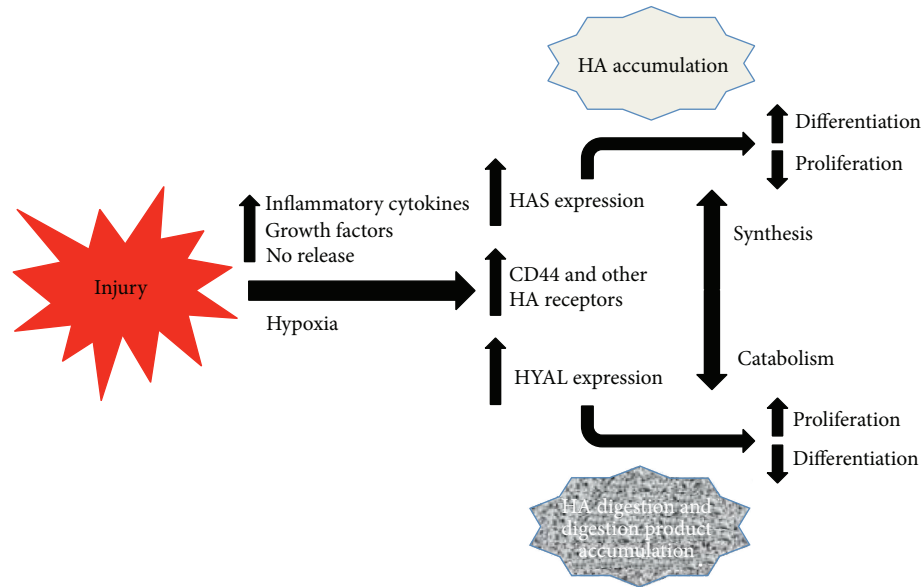 HA accumulation
Differentiation
Proliferation
Inflammatory cytokines
Growth factors
No release
HAS expression
Synthesis
Injury
CD44 and other
HA receptors
Hypoxia
HYAL expression
Catabolism
Proliferation
Differentiation
HA digestion and
digestion product
accumulation